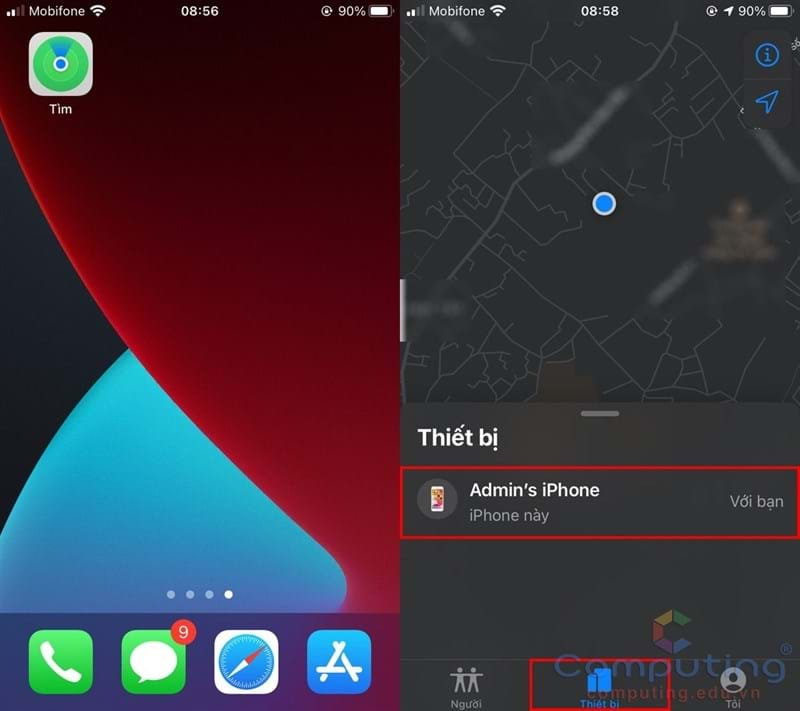 Mobifone 08:56 90%
Tìm
9
Mobifone 08:58 90%
Thiết bị
Admin's iPhone
iPhone này
Với bạn
Người
Thiết bị
Tôi
Computing®
computing.edu.vn